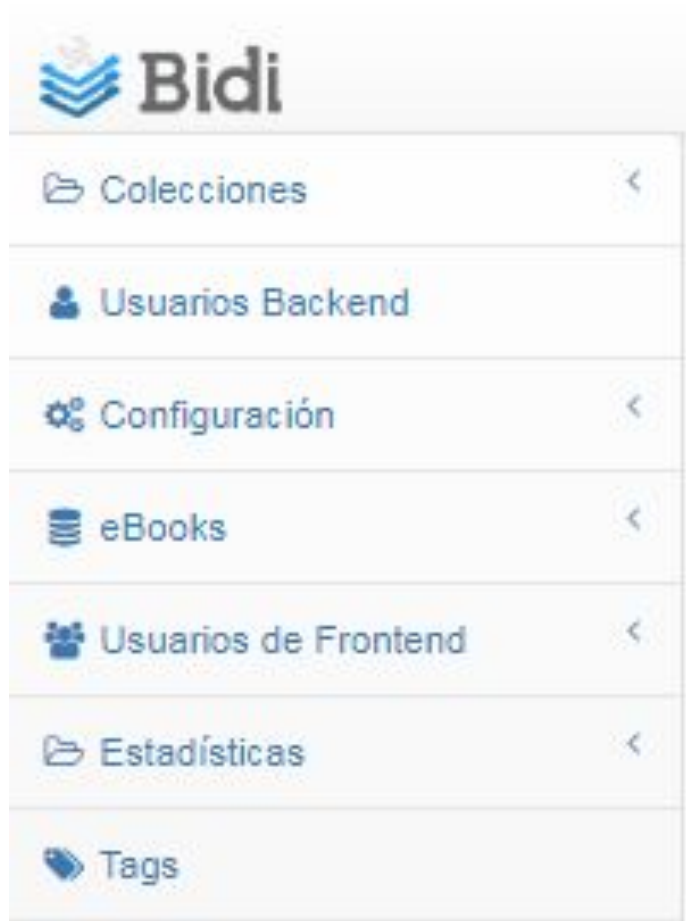 Bidi
Colecciones
Usuarios Backend
Configuración
eBooks
Usuarios de Frontend
Estadísticas
Tags